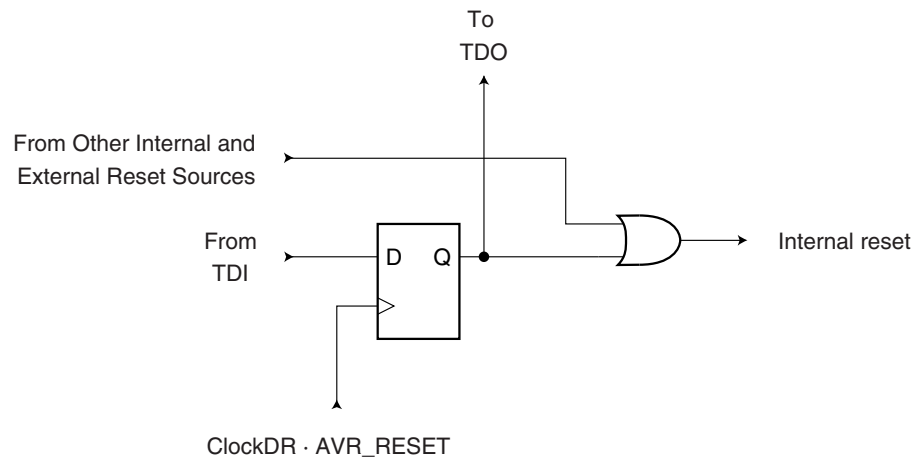 To
TDO
From Other Internal and
External Reset Sources
From
TDI
D Q
Internal reset
ClockDR · AVR_RESET